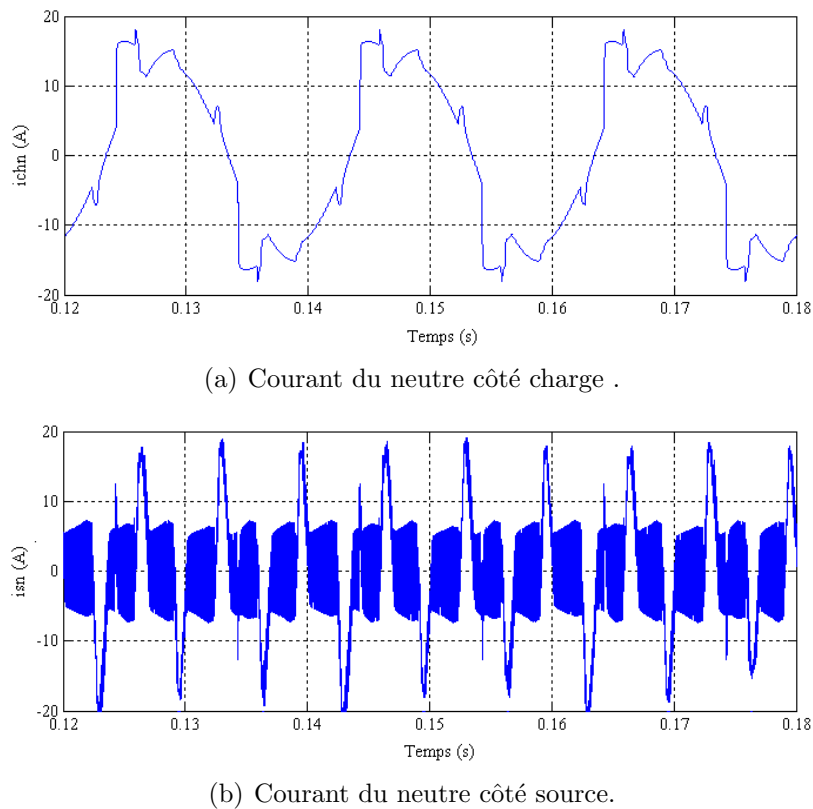 20
10
0
-10
-20
ichn (A)
0.12 0.13 0.14 0.15 0.16 0.17 0.18
Temps (s)
(a) Courant du neutre côté charge .
20
10
0
-10
-20
isn (A)
0.12 0.13 0.14 0.15 0.16 0.17 0.18
Temps (s)
(b) Courant du neutre côté source.